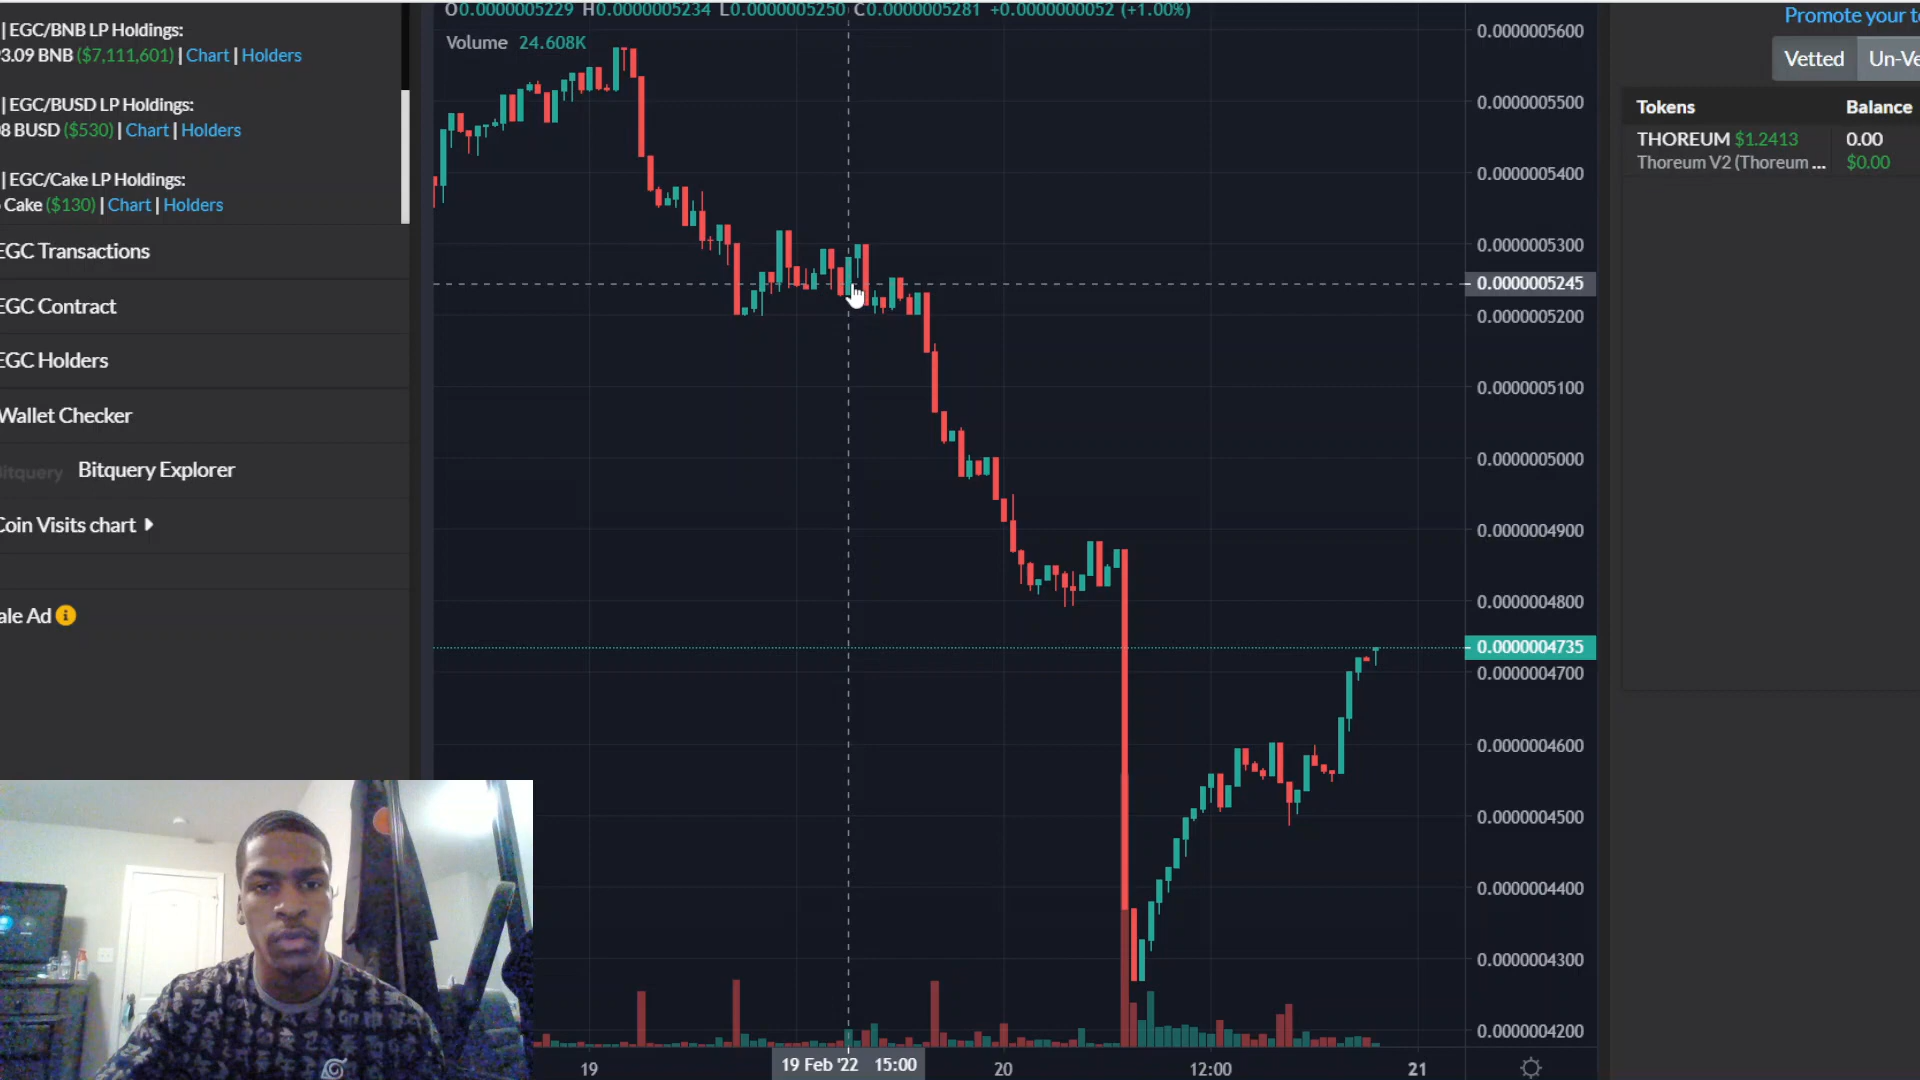 | EGC/BNB LP Holdings:
3.09 BNB ($7,111,601) | Chart | Holders
| EGC/BUSD LP Holdings:
8 BUSD ($530) | Chart | Holders
| EGC/Cake LP Holdings:
Cake ($130) | Chart | Holders
EGC Transactions
EGC Contract
EGC Holders
Wallet Checker
Bitquery Explorer
Coin Visits chart
ale Ad
O0.0000005229 H0.0000005234 L0.0000005250 C0.0000005281 +0.0000000052 (+1.00%)
Volume 24.608K
0.0000005600
0.0000005500
0.0000005400
0.0000005300
0.0000005245
0.0000005200
0.0000005100
0.0000005000
0.0000004900
0.0000004800
0.0000004735
0.0000004700
0.0000004600
0.0000004500
0.0000004400
0.0000004300
0.0000004200
19
19 Feb '22 15:00
20
12:00
21
Promote your t
Vetted
Un-Ve
Tokens Balance
THOREUM $1.2413 0.00
Thoreum V2 (Thoreum ... $0.00